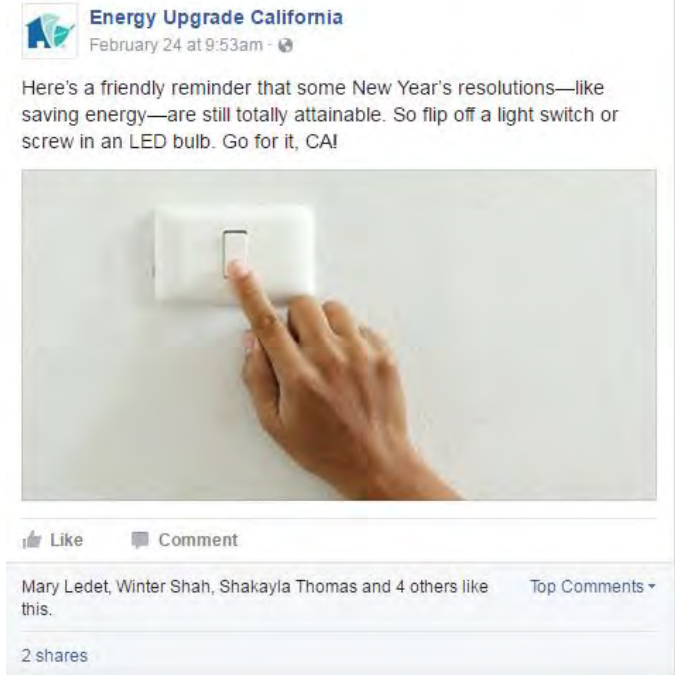 Energy Upgrade California
February 24 at 9:53am ·
Here's a friendly reminder that some New Year's resolutions—like
saving energy—are still totally attainable. So flip off a light switch or
screw in an LED bulb. Go for it, CA!
Like Comment
Mary Ledet, Winter Shah, Shakayla Thomas and 4 others like Top Comments
this.
2 shares